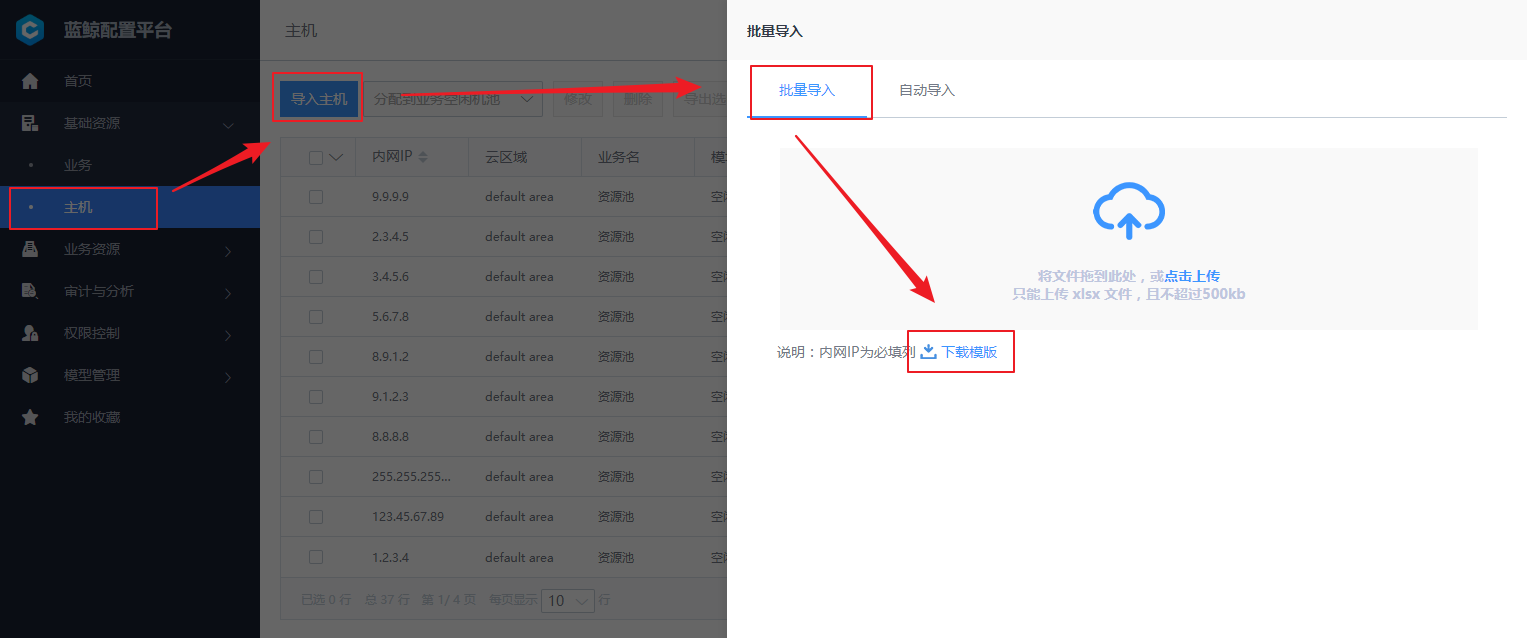 蓝鲸配置平台
首页
基础资源
业务
主机
业务资源
审计与分析
权限控制
模型管理
我的收藏
主机
导入主机 分配到业务空闲机池 修改 删除 导出选
内网IP 云区域 业务名
9.9.9.9 default area 资源池 空
2.3.4.5 default area 资源池 空
3.4.5.6 default area 资源池 空
5.6.7.8 default area 资源池 空
8.9.1.2 default area 资源池 空
9.1.2.3 default area 资源池 空
8.8.8.8 default area 资源池 空
255.255.255... default area 资源池 空
123.45.67.89 default area 资源池 空
1.2.3.4 default area 资源池 空
已选 0 行 总 37 行 第 1/ 4 页 每页显示 10 行
批量导入
批量导入 自动导入
将文件拖到此处，或点击上传
只能上传 xlsx 文件，且不超过500kb
说明：内网IP为必填列 下载模版